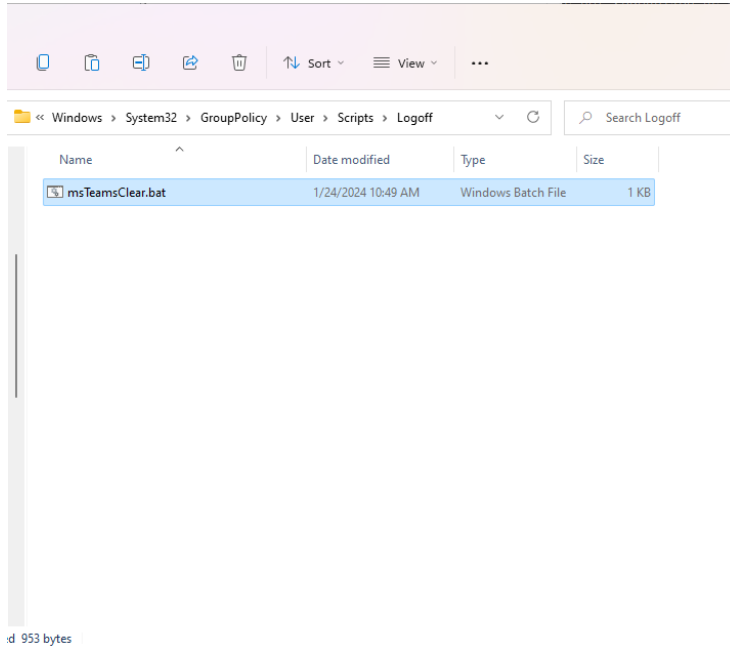 Sort View ...
« Windows > System32 > GroupPolicy > User > Scripts > Logoff Search Logoff
Name Date modified Type Size
msTeamsClear.bat 1/24/2024 10:49 AM Windows Batch File 1 KB
953 bytes